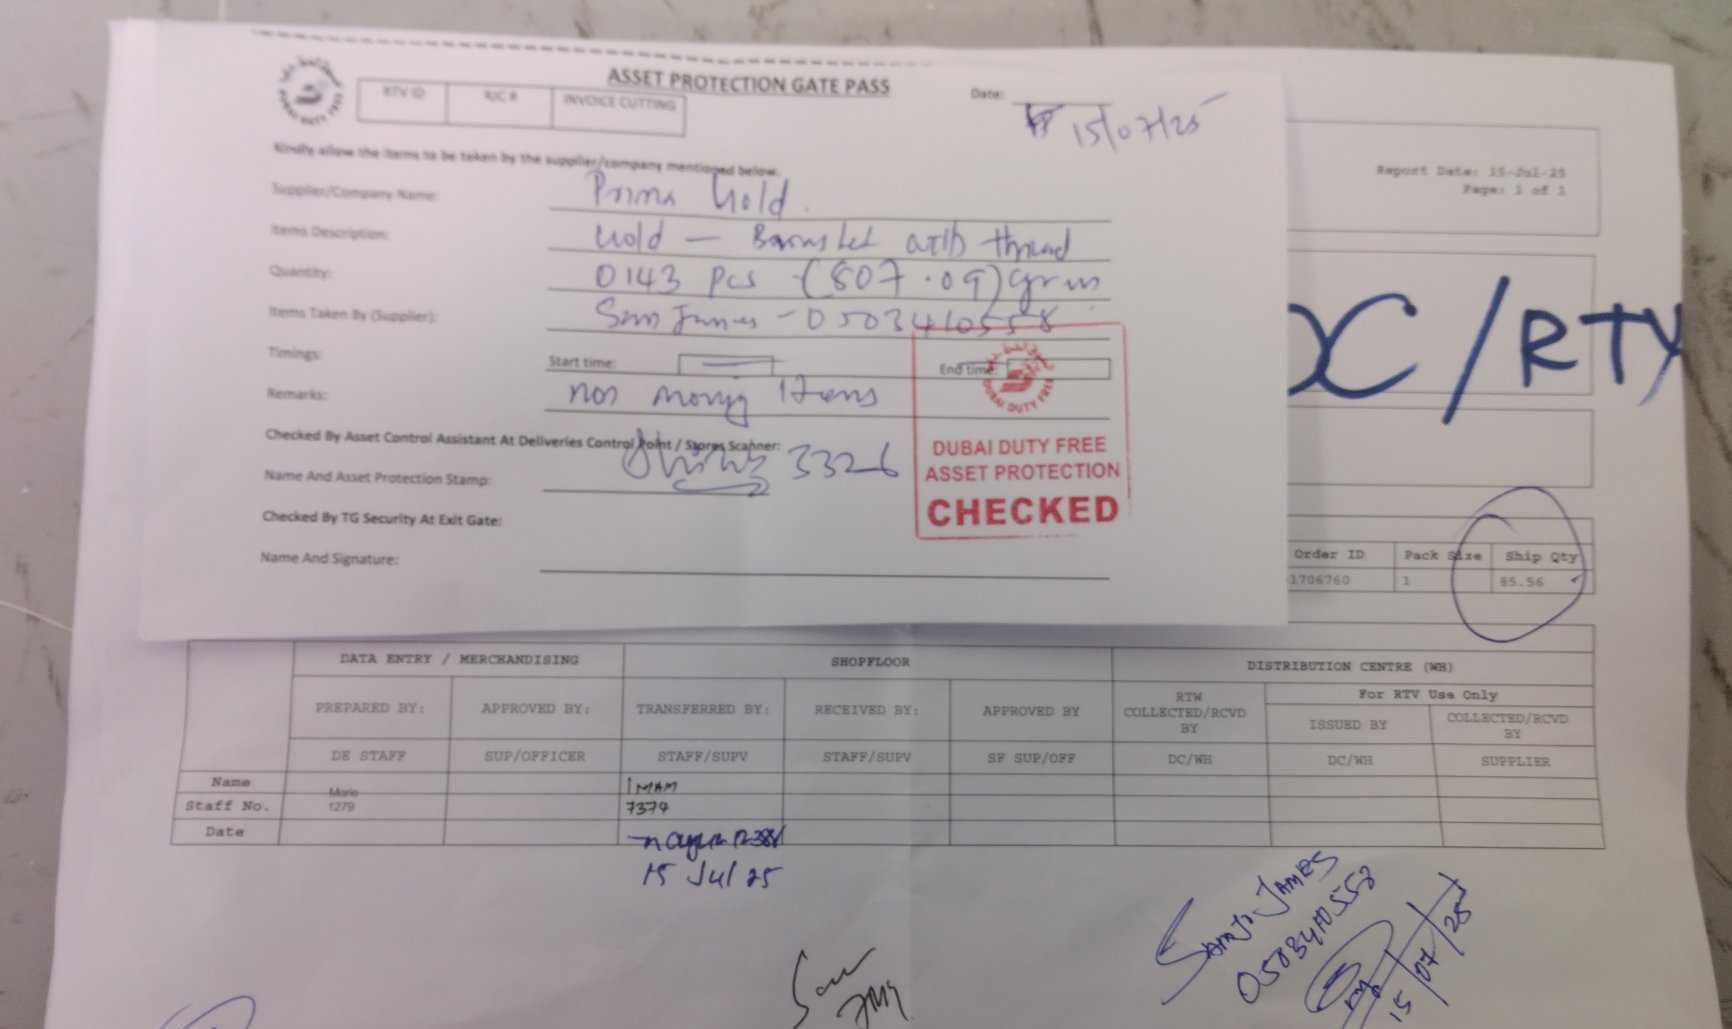 ASSET PROTECTION GATE PASS
Date: 15/07/25
RTV ID RJC # INVOICE CUTTING
DUBAI DUTY FREE
Kindly allow the items to be taken by the supplier/company mentioned below.
Supplier/Company Name: Prima Gold.
Items Description: Gold — with thread
Quantity: 0143 pcs (807.09) grms
Items Taken By (Supplier): James - 0503410558
Timings: Start time: End time:
Remarks: non moving Items
Checked By Asset Control Assistant At Deliveries Control Point / Stores Scanner:
Name And Asset Protection Stamp: 3326
Checked By TG Security At Exit Gate:
Name And Signature:
DUBAI DUTY FREE
DUBAI DUTY FREE
ASSET PROTECTION
CHECKED
Report Date: 15-Jul-25
Page: 1 of 1
DC/RTV
Order ID Pack Size Ship Qty
1706760 1 85.56
DATA ENTRY / MERCHANDISING SHOPFLOOR DISTRIBUTION CENTRE (WH)
PREPARED BY: APPROVED BY: TRANSFERRED BY: RECEIVED BY: APPROVED BY RTW COLLECTED/RCVD BY For RTV Use Only
ISSUED BY COLLECTED/RCVD BY
DE STAFF SUP/OFFICER STAFF/SUPV STAFF/SUPV SF SUP/OFF DC/WH DC/WH SUPPLIER
Name Mario IMAM
Staff No. 1279 7374
Date
15 Jul 25
JAMES
0503410558
15/07/25